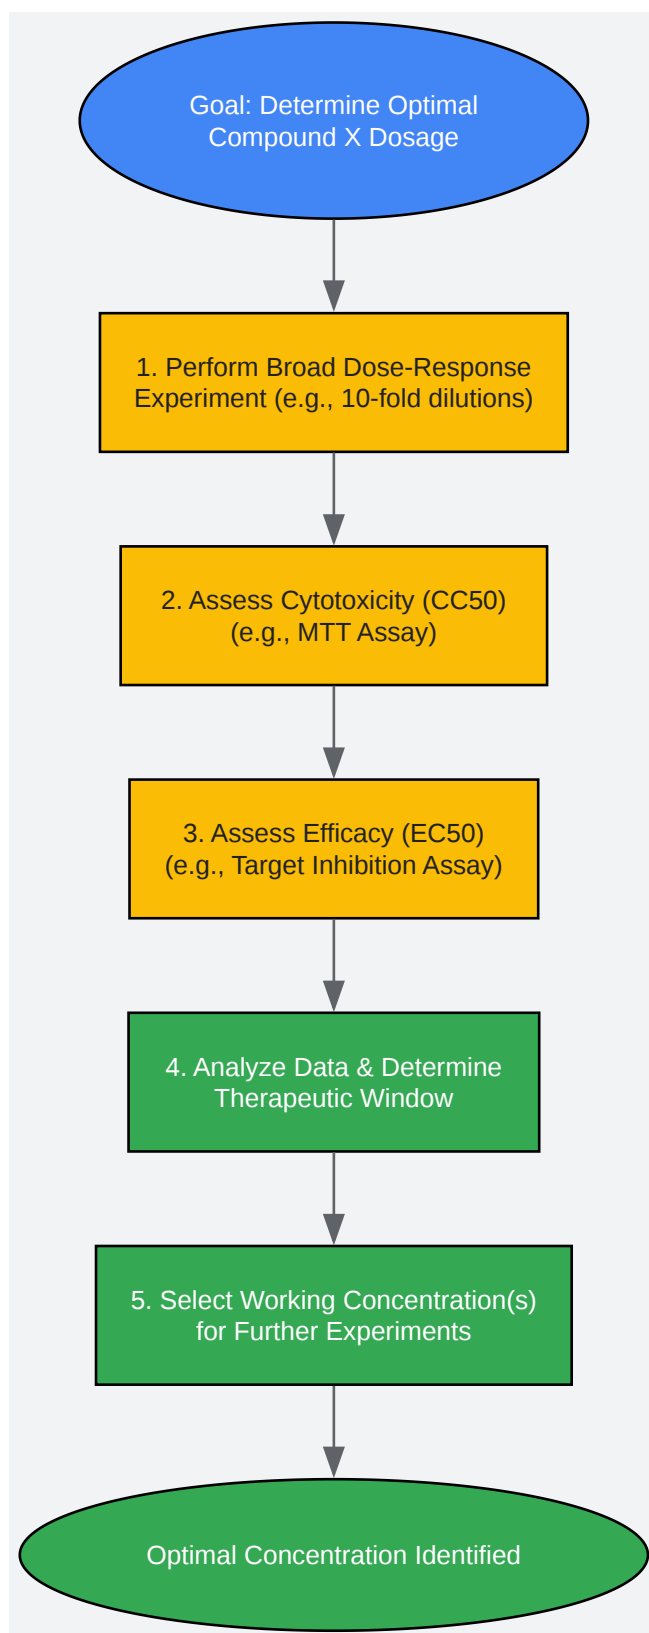 Goal: Determine Optimal
Compound X Dosage
1. Perform Broad Dose-Response
Experiment (e.g., 10-fold dilutions)
2. Assess Cytotoxicity (CC50)
(e.g., MTT Assay)
3. Assess Efficacy (EC50)
(e.g., Target Inhibition Assay)
4. Analyze Data & Determine
Therapeutic Window
5. Select Working Concentration(s)
for Further Experiments
Optimal Concentration Identified